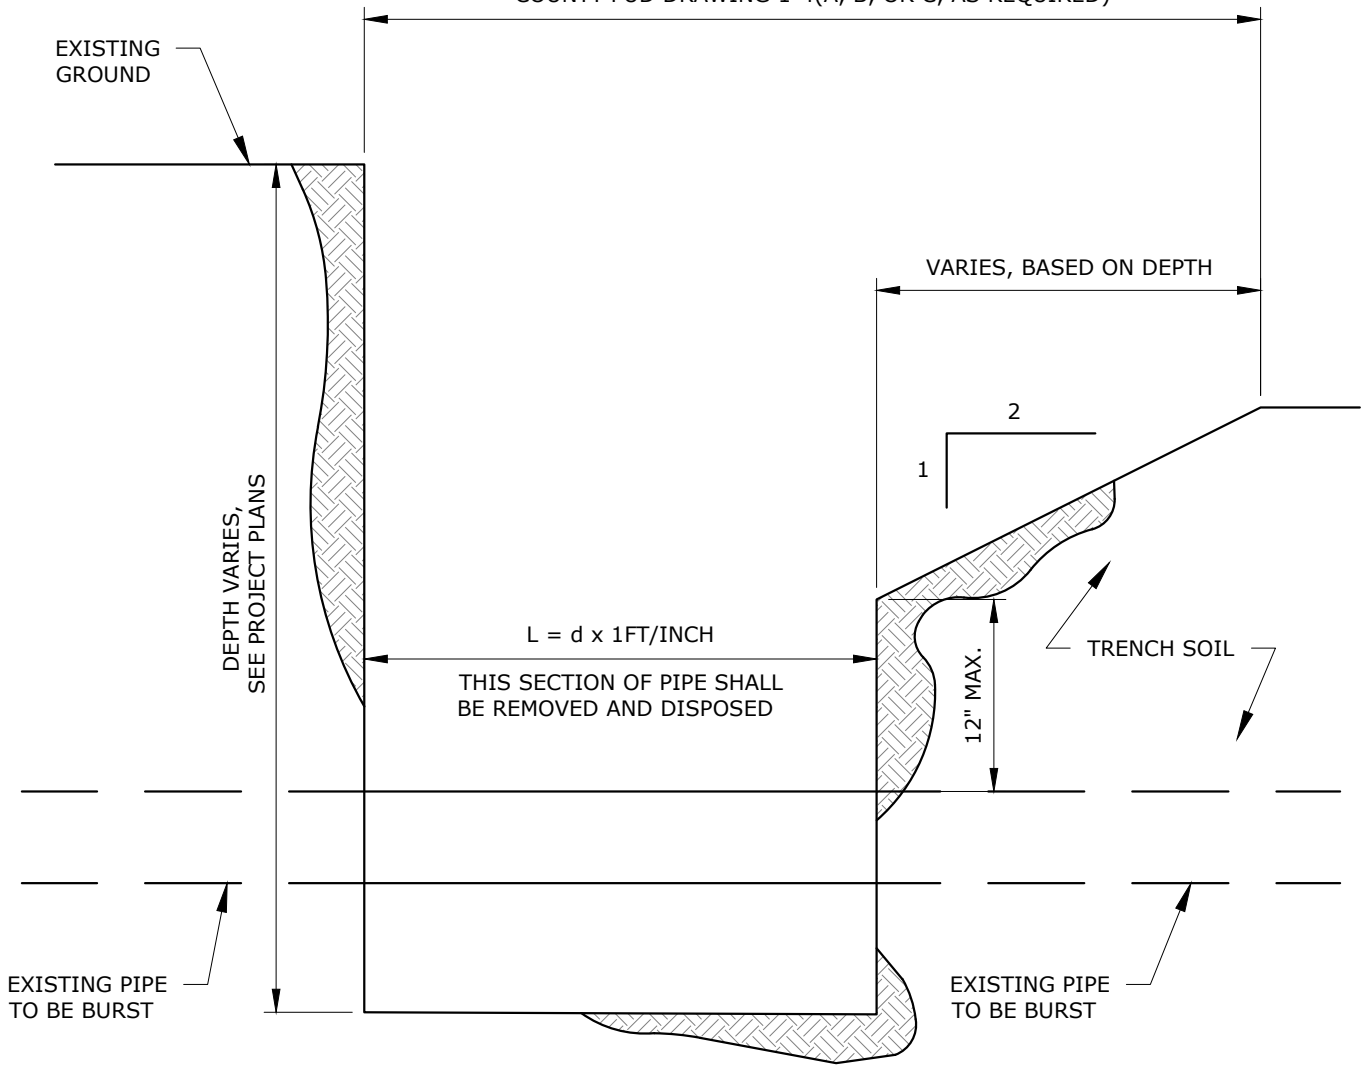 EXISTING
GROUND
VARIES, BASED ON DEPTH
2
1
DEPTH VARIES,
SEE PROJECT PLANS
L = d x 1FT/INCH
THIS SECTION OF PIPE SHALL
BE REMOVED AND DISPOSED
12" MAX.
TRENCH SOIL
EXISTING PIPE
TO BE BURST
EXISTING PIPE
TO BE BURST